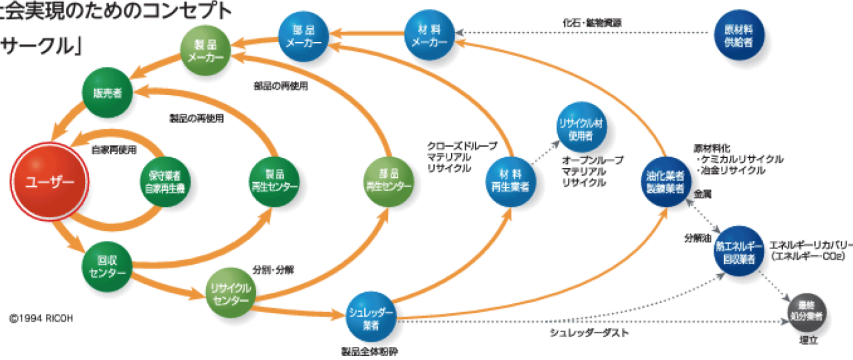 会実現のためのコンセプト
サークル」
製品
メーカー
部品
メーカー
材料
メーカー
化石・鉱物資源
原材料
供給者
販売者
部品の再使用
製品の再使用
自家再使用
ユーザー
保守業者
自家再生機
製品
再生センター
部品
再生センター
クローズドループ
マテリアル
リサイクル
材料
再生業者
リサイクル材
使用者
オープンループ
マテリアル
リサイクル
油化業者
製錬業者
原材料化
・ケミカルリサイクル
・冶金リサイクル
金属
分解油
熱エネルギー
回収業者
エネルギーリカバリー
（エネルギー・CO2）
回収
センター
分別・分解
リサイクル
センター
シュレッダー
業者
製品全体粉砕
シュレッダーダスト
最終
処分業者
埋立
©1994 RICOH